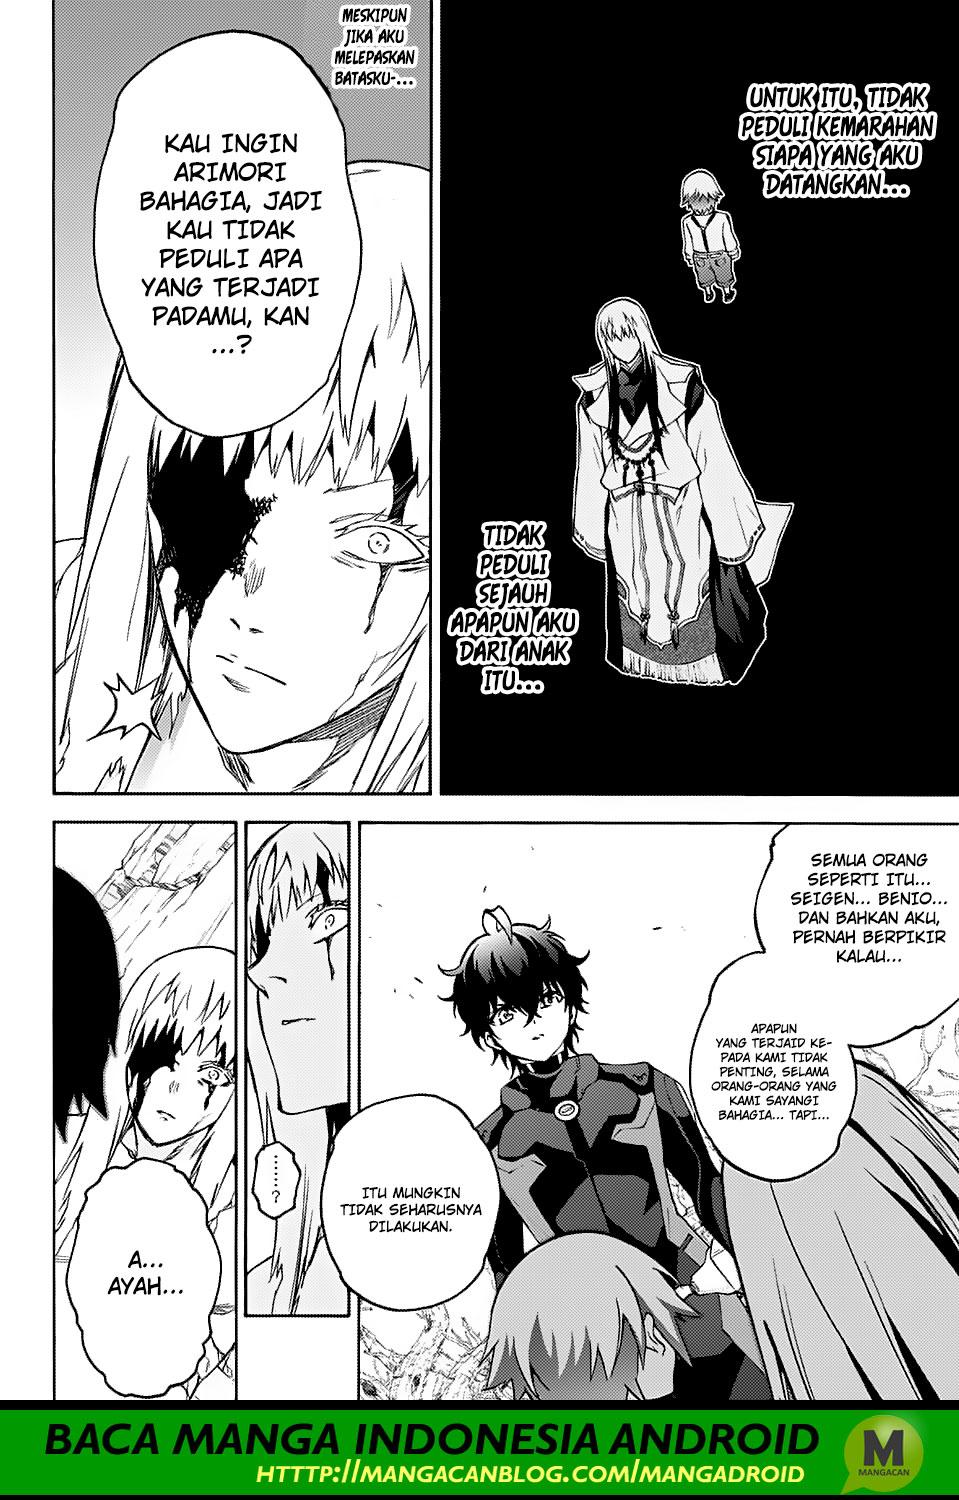 UNTUK ITU, TIDAK
PEDULI KEMARAHAN
SIAPA YANG AKU
DATANGKAN...
TIDAK
PEDULI
SEJAUH
APAPUN AKU
DARI ANAK
ITU...
MESKIPUN
JIKA AKU
MELEPASKAN
BATASKU-...
KAU INGIN
ARIMORI
BAHAGIA, JADI
KAU TIDAK
PEDULI APA
YANG TERJADI
PADAMU, KAN
...?
SEMUA ORANG
SEPERTI ITU...
SEIGEN... BENIO...
DAN BAHKAN AKU,
PERNAH BERPIKIR
KALAU...
APAPUN
YANG TERJAID KE-
PADA KAMI TIDAK
PENTING, SELAMA
ORANG-ORANG YANG
KAMI SAYANGI
BAHAGIA... TAPI...
ITU MUNGKIN
TIDAK SEHARUSNYA
DILAKUKAN.
......?
A...
AYAH...
BACA MANGA INDONESIA ANDROID
HTTTP://MANGACANBLOG.COM/MANGADROID
M
MANGACAN